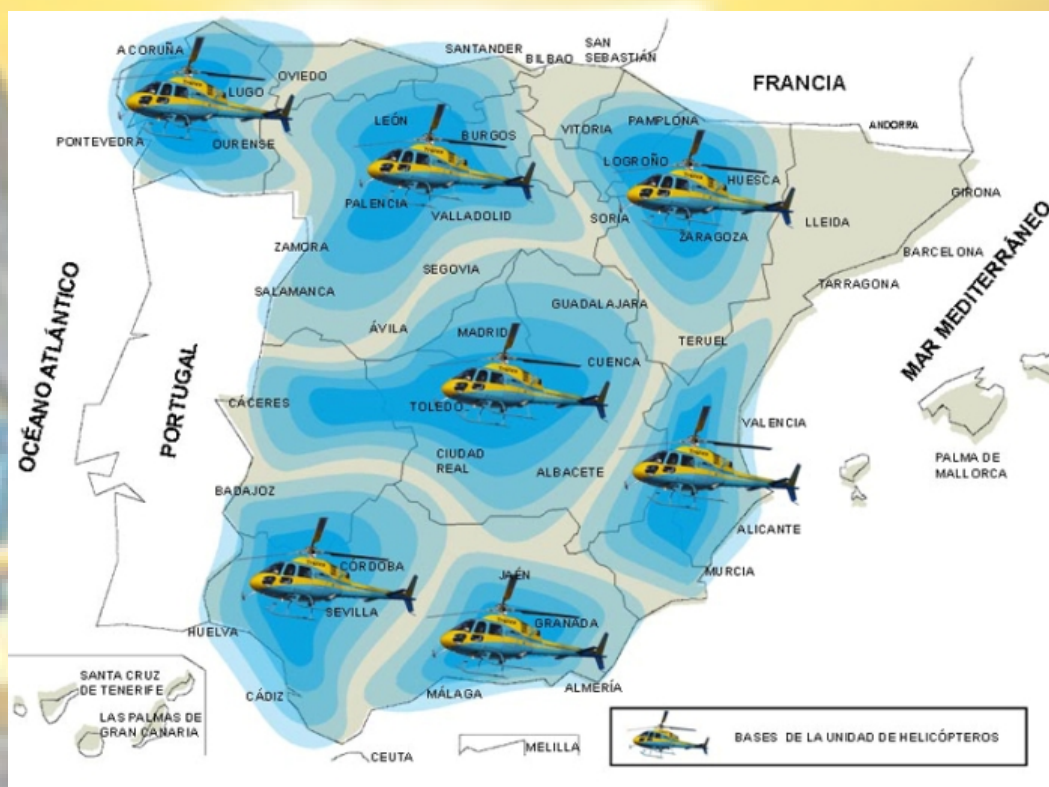 A CORUÑA
LUGO
OVIEDO
SANTANDER
BILBAO
SAN
SEBASTIÁN
FRANCIA
ANDORRA
PONTEVEDRA
OURENSE
LEÓN
BURGOS
VITORIA
PAMPLONA
LOGROÑO
HUESCA
GIRONA
PALENCIA
VALLADOLID
SORIA
ZARAGOZA
LLEIDA
BARCELONA
TARRAGONA
ZAMORA
SEGOVIA
SALAMANCA
GUADALAJARA
ÁVILA
MADRID
TERUEL
CUENCA
OCÉANO ATLÁNTICO
PORTUGAL
MAR MEDITERRÁNEO
CÁCERES
TOLEDO
VALENCIA
CIUDAD
REAL
ALBACETE
PALMA DE
MALLORCA
BADAJOZ
ALICANTE
CÓRDOBA
JAÉN
MURCIA
SEVILLA
GRANADA
HUELVA
CÁDIZ
MÁLAGA
ALMERÍA
SANTA CRUZ
DE TENERIFE
LAS PALMAS DE
GRAN CANARIA
CEUTA
MELILLA
BASES DE LA UNIDAD DE HELICÓPTEROS